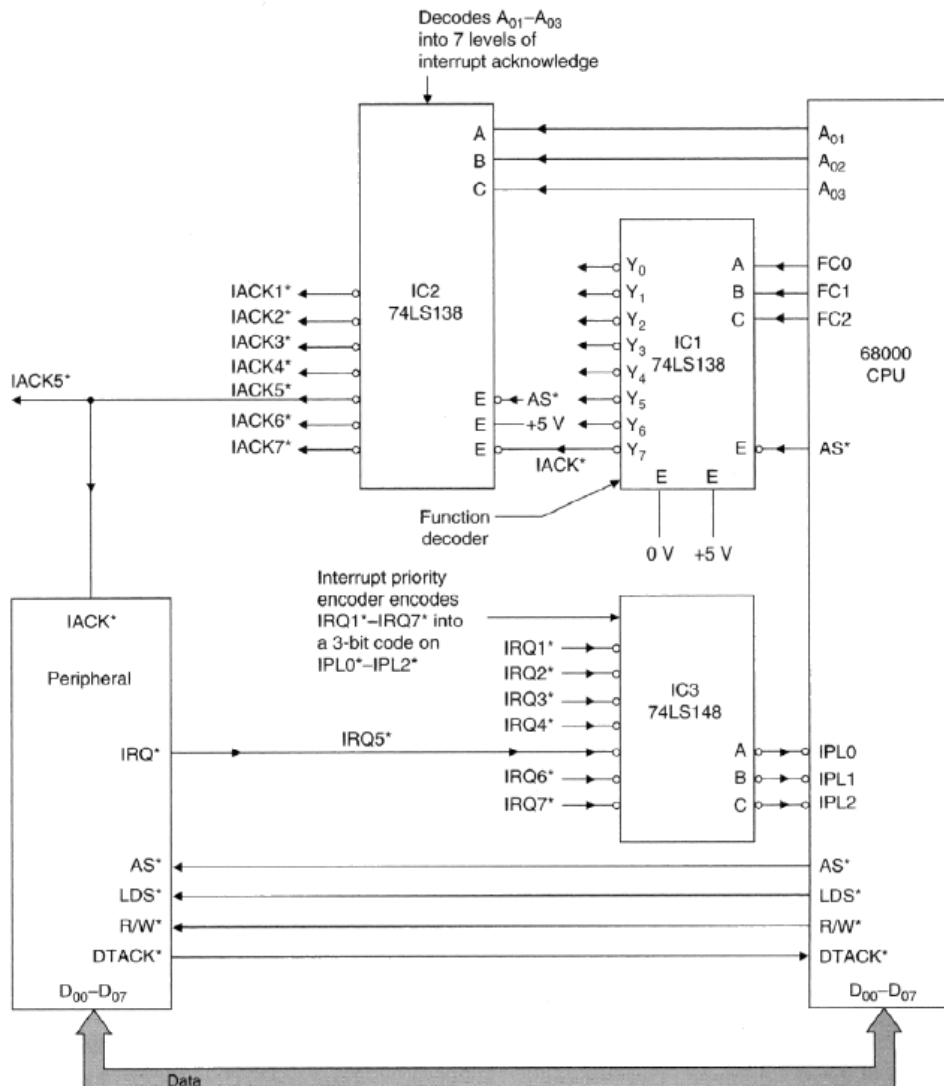 Decodes A01–A03
into 7 levels of
interrupt acknowledge
A
B
C
A01
A02
A03
IC2
74LS138
IACK1*
IACK2*
IACK3*
IACK4*
IACK5*
IACK5*
IACK6*
IACK7*
E
AS*
E
+5 V
E
IACK*
Y0
Y1
Y2
Y3
Y4
Y5
Y6
Y7
A
B
C
IC1
74LS138
E
E
E
FC0
FC1
FC2
68000
CPU
AS*
Function
decoder
0 V
+5 V
Interrupt priority
encoder encodes
IRQ1*–IRQ7* into
a 3-bit code on
IPL0*–IPL2*
IRQ1*
IRQ2*
IRQ3*
IRQ4*
IRQ5*
IRQ6*
IRQ7*
IC3
74LS148
A
B
C
IPL0
IPL1
IPL2
IACK*
Peripheral
IRQ*
AS*
LDS*
R/W*
DTACK*
D00–D07
AS*
LDS*
R/W*
DTACK*
D00–D07
Data